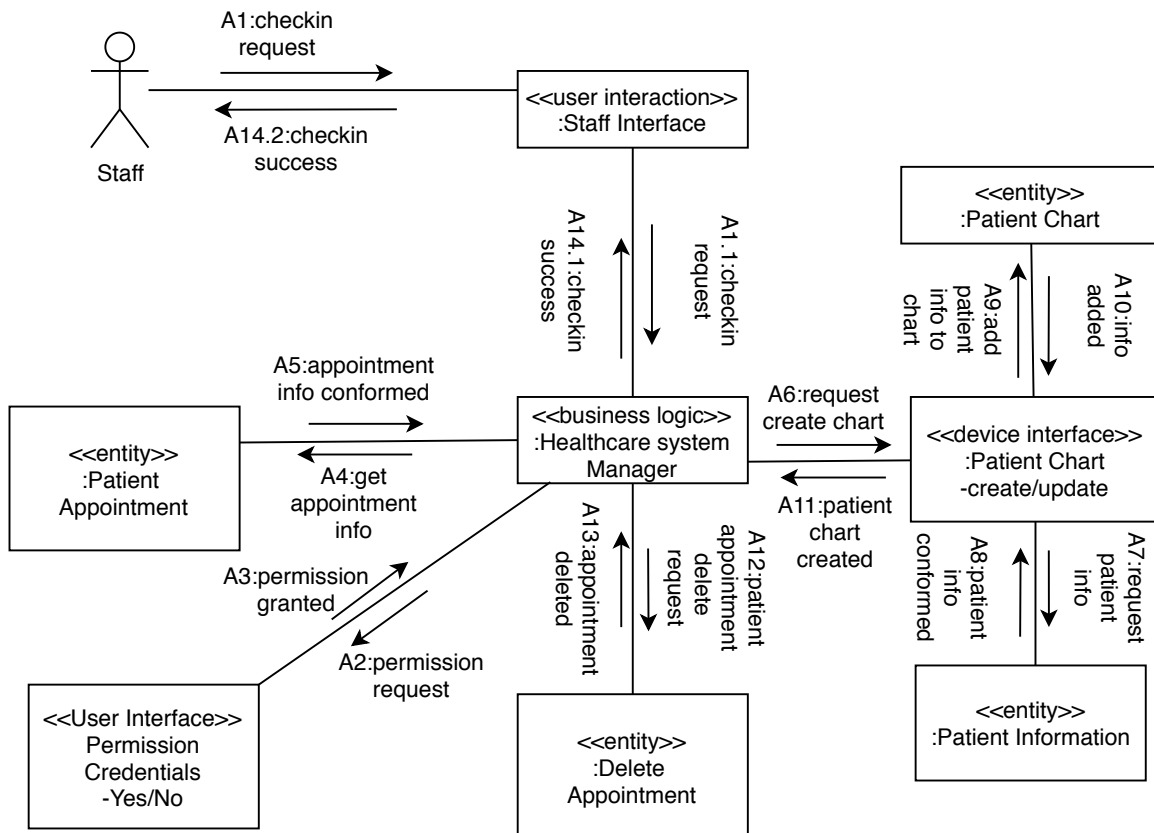 A1:checkin
request
A14.2:checkin
success
Staff
<<user interaction>>
:Staff Interface
A14.1:checkin
success
A1.1:checkin
request
<<entity>>
:Patient Chart
A9:add
patient
info to
chart
A10:info
added
A5:appointment
info conformed
<<entity>>
:Patient
Appointment
A4:get
appointment
info
<<business logic>>
:Healthcare system
Manager
A6:request
create chart
A11:patient
chart
created
<<device interface>>
:Patient Chart
-create/update
A3:permission
granted
A2:permission
request
A13:appointment
deleted
A12:patient
appointment
delete
request
A8:patient
info
conformed
A7:request
patient
info
<<User Interface>>
Permission
Credentials
-Yes/No
<<entity>>
:Delete
Appointment
<<entity>>
:Patient Information